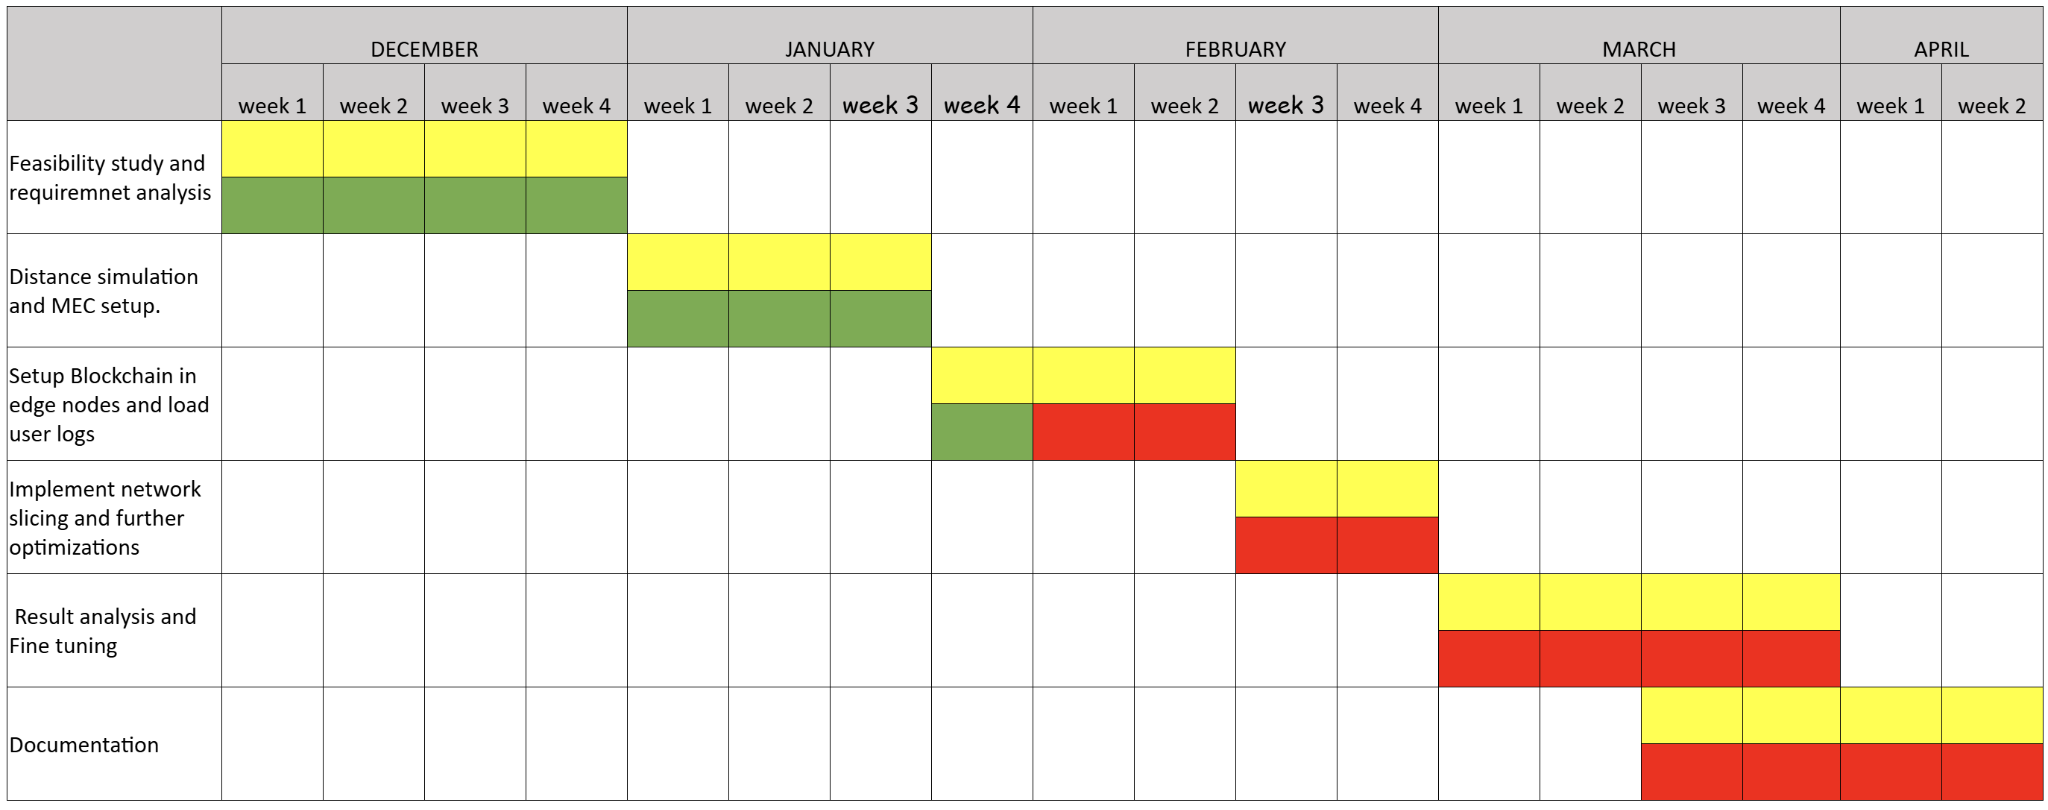 DECEMBER JANUARY FEBRUARY MARCH APRIL
week 1 week 2 week 3 week 4 week 1 week 2 week 3 week 4 week 1 week 2 week 3 week 4 week 1 week 2 week 3 week 4 week 1 week 2
Feasibility study and
requiremnet analysis
Distance simulation
and MEC setup.
Setup Blockchain in
edge nodes and load
user logs
Implement network
slicing and further
optimizations
Result analysis and
Fine tuning
Documentation